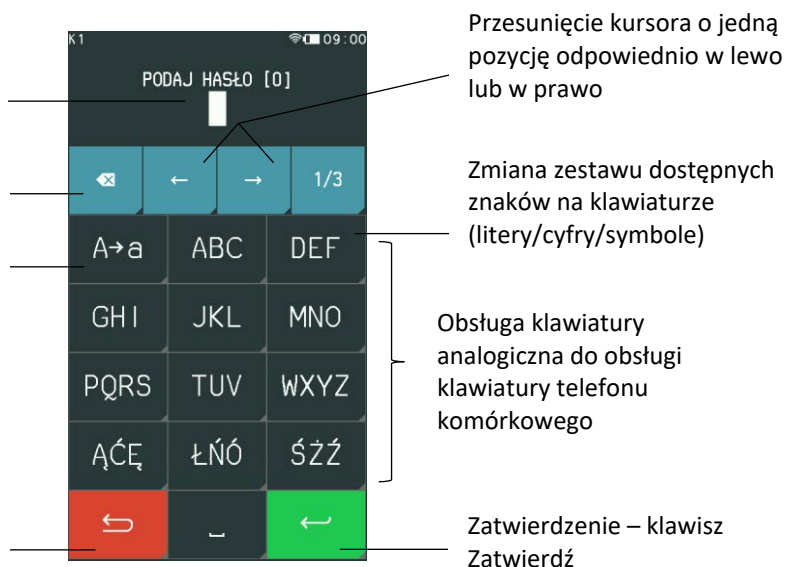 K1 09:00
PODAJ HASŁO [0]
← → 1/3
A→a ABC DEF
GHI JKL MNO
PQRS TUV WXYZ
ĄĆĘ ŁŃÓ ŚŻŹ
Przesunięcie kursora o jedną
pozycję odpowiednio w lewo
lub w prawo
Zmiana zestawu dostępnych
znaków na klawiaturze
(litery/cyfry/symbole)
Obsługa klawiatury
analogiczna do obsługi
klawiatury telefonu
komórkowego
Zatwierdzenie – klawisz
Zatwierdź